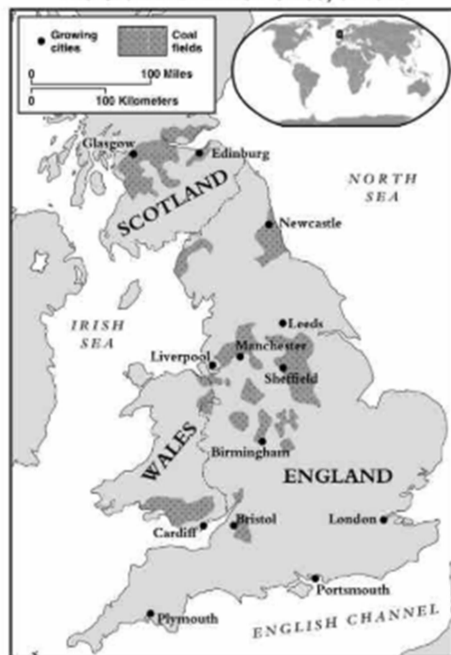 Growing cities
Coal fields
0 100 Miles
0 100 Kilometers
Glasgow
Edinburg
SCOTLAND
NORTH SEA
Newcastle
IRISH SEA
Leeds
Manchester
Liverpool
Sheffield
WALES
Birmingham
ENGLAND
Cardiff
Bristol
London
Portsmouth
Plymouth
ENGLISH CHANNEL